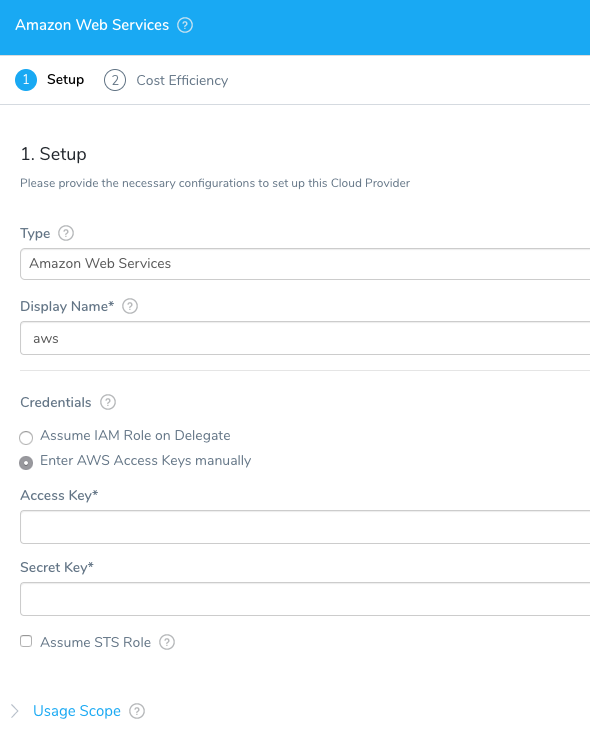 Amazon Web Services ?
1 Setup 2 Cost Efficiency
1. Setup
Please provide the necessary configurations to set up this Cloud Provider
Type ?
Amazon Web Services
Display Name* ?
aws
Credentials ?
Assume IAM Role on Delegate
Enter AWS Access Keys manually
Access Key*
Secret Key*
Assume STS Role ?
Usage Scope ?